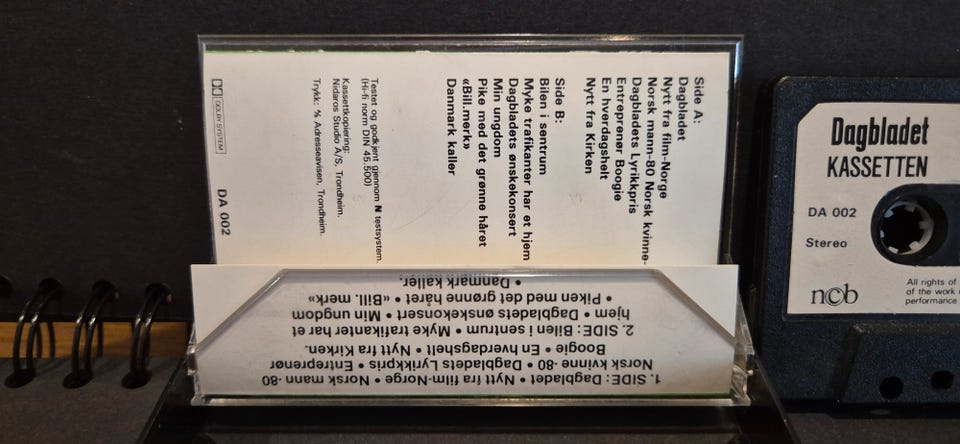 Side A:
Dagbladet
Nytt fra film-Norge
Norsk mann-80 Norsk kvinne-
Dagbladets Lyrikkpris
Entreprenør Boogie
En hverdagshelt
Nytt fra Kirken
Side B:
Bilen i sentrum
Myke trafikanter har et hjem
Dagbladets ønskekonsert
Min ungdom
Pike med det grønne håret
«Bill.merk»
Danmark kaller
Testet og godkjent gjennom N testsystem.
(Hi-fi norm DIN 45.500)
Kassettkopiering:
Nidaros Studio A/S, Trondheim.
Trykk: % Adresseavisen, Trondheim.
DOLBY SYSTEM
DA 002
1. SIDE: Dagbladet • Nytt fra film-Norge • Norsk mann -80
Norsk kvinne -80 • Dagbladets Lyrikkpris • Entreprenør
Boogie • En hverdagshelt • Nytt fra Kirken.
2. SIDE: Bilen i sentrum • Myke trafikanter har et
hjem • Dagbladets ønskekonsert • Min ungdom
• Piken med det grønne håret • «Bill. merk»
• Danmark kaller.
Dagbladet
KASSETTEN
DA 002
Stereo
ncb
All rights of
of the work
performance